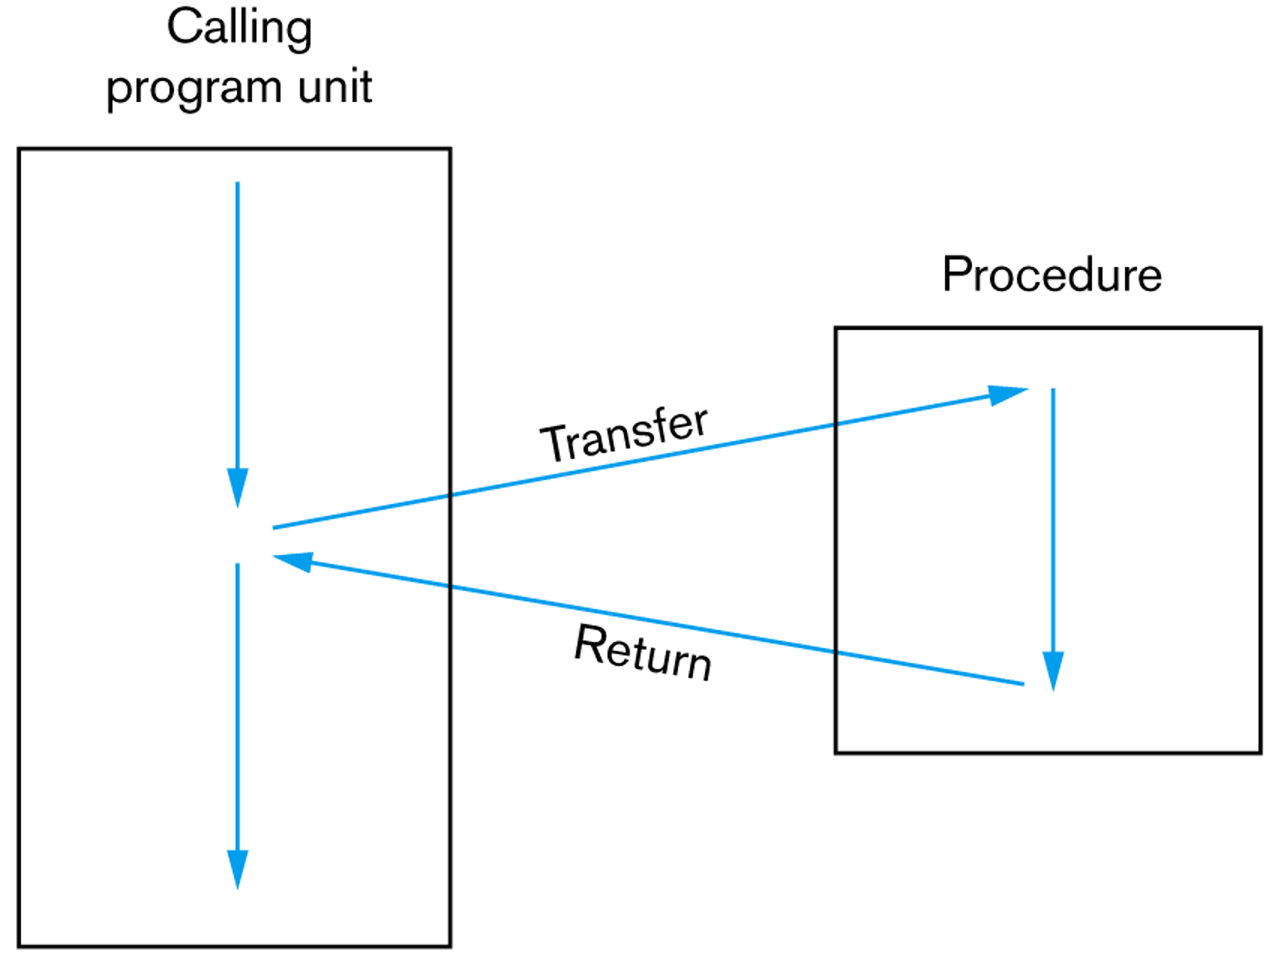 Calling
program unit
Procedure
Transfer
Return